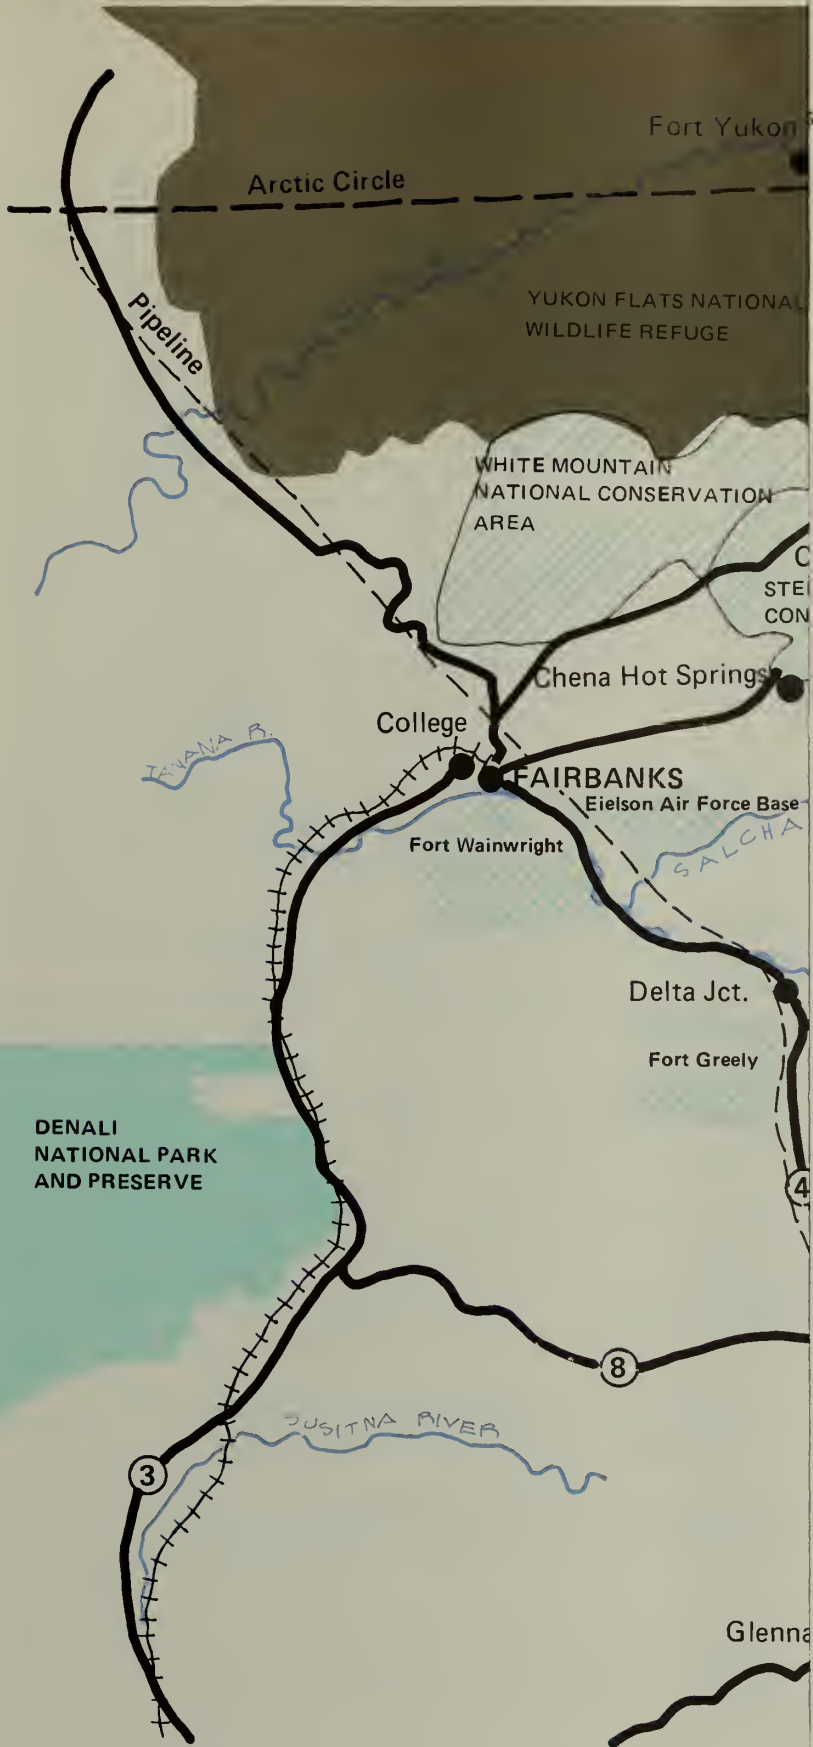 Fort Yukon
Arctic Circle
YUKON FLATS NATIONAL
WILDLIFE REFUGE
Pipeline
WHITE MOUNTAIN
NATIONAL CONSERVATION
AREA
Chena Hot Springs
College
TANANA R.
FAIRBANKS
Eielson Air Force Base
SALCHA
Fort Wainwright
Delta Jct.
Fort Greely
DENALI
NATIONAL PARK
AND PRESERVE
4
8
SUSITNA RIVER
3